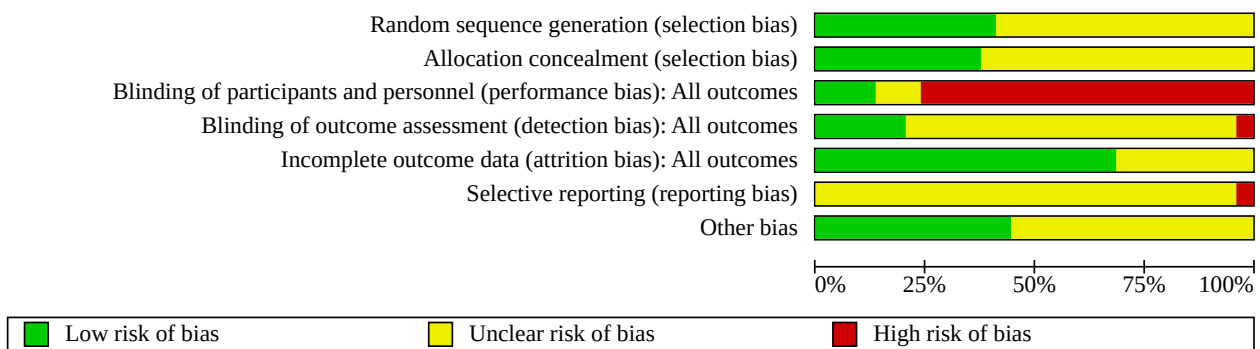 Random sequence generation (selection bias)
Allocation concealment (selection bias)
Blinding of participants and personnel (performance bias): All outcomes
Blinding of outcome assessment (detection bias): All outcomes
Incomplete outcome data (attrition bias): All outcomes
Selective reporting (reporting bias)
Other bias
0% 25% 50% 75% 100%
Low risk of bias Unclear risk of bias High risk of bias